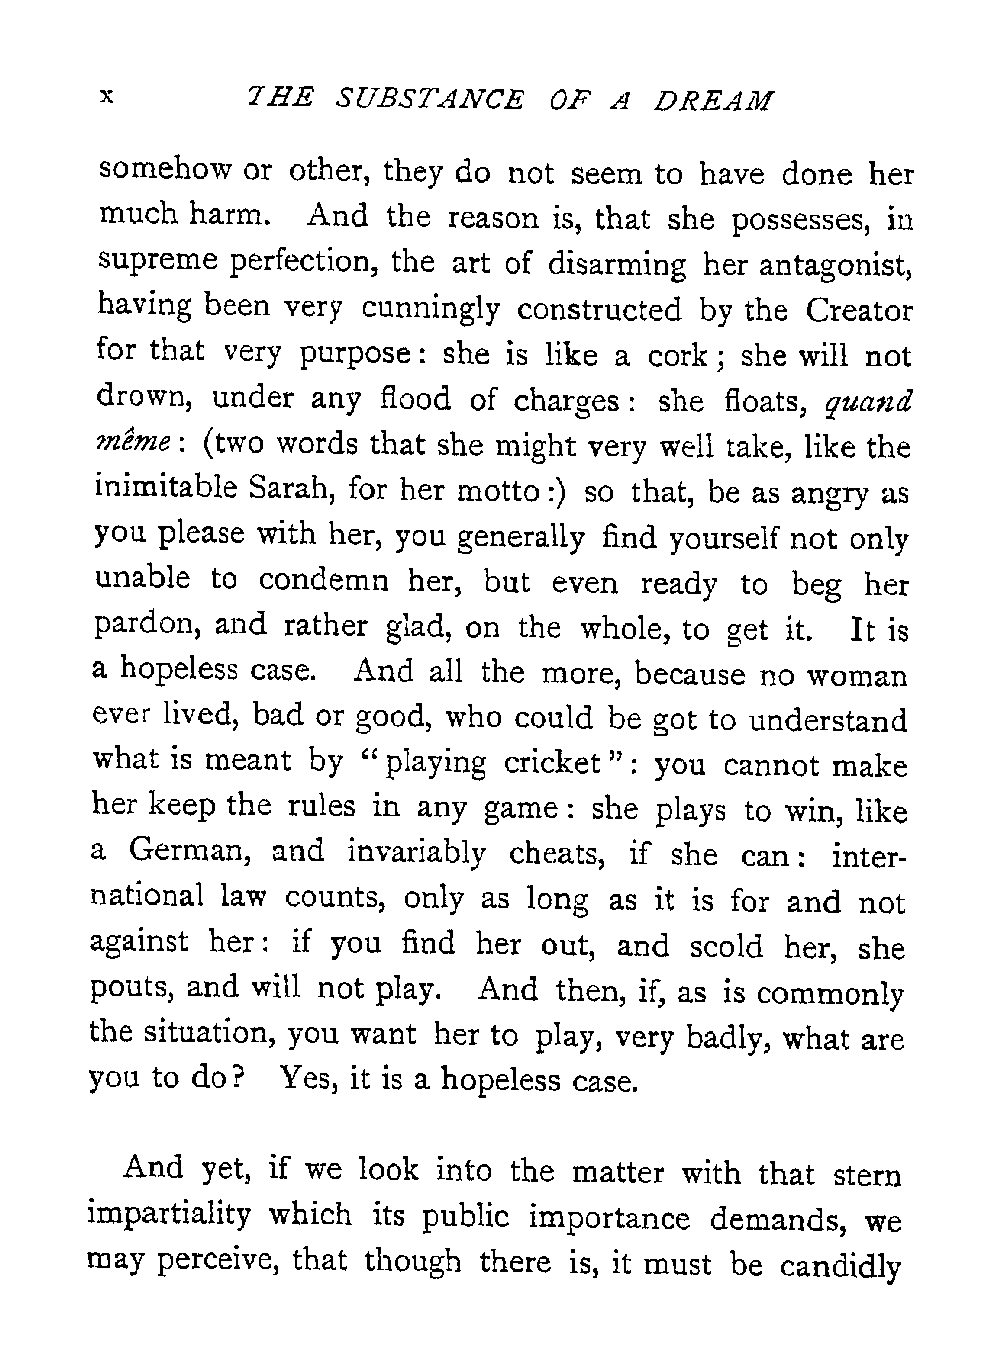 x THE SUBSTANCE OF A DREAM
somehow or other, they do not seem to have done her
much harm. And the reason is, that she possesses, in
supreme perfection, the art of disarming her antagonist,
having been very cunningly constructed by the Creator
for that very purpose: she is like a cork; she will not
drown, under any flood of charges: she floats, quand
même: (two words that she might very well take, like the
inimitable Sarah, for her motto:) so that, be as angry as
you please with her, you generally find yourself not only
unable to condemn her, but even ready to beg her
pardon, and rather glad, on the whole, to get it. It is
a hopeless case. And all the more, because no woman
ever lived, bad or good, who could be got to understand
what is meant by “playing cricket”: you cannot make
her keep the rules in any game: she plays to win, like
a German, and invariably cheats, if she can: inter-
national law counts, only as long as it is for and not
against her: if you find her out, and scold her, she
pouts, and will not play. And then, if, as is commonly
the situation, you want her to play, very badly, what are
you to do? Yes, it is a hopeless case.
And yet, if we look into the matter with that stern
impartiality which its public importance demands, we
may perceive, that though there is, it must be candidly